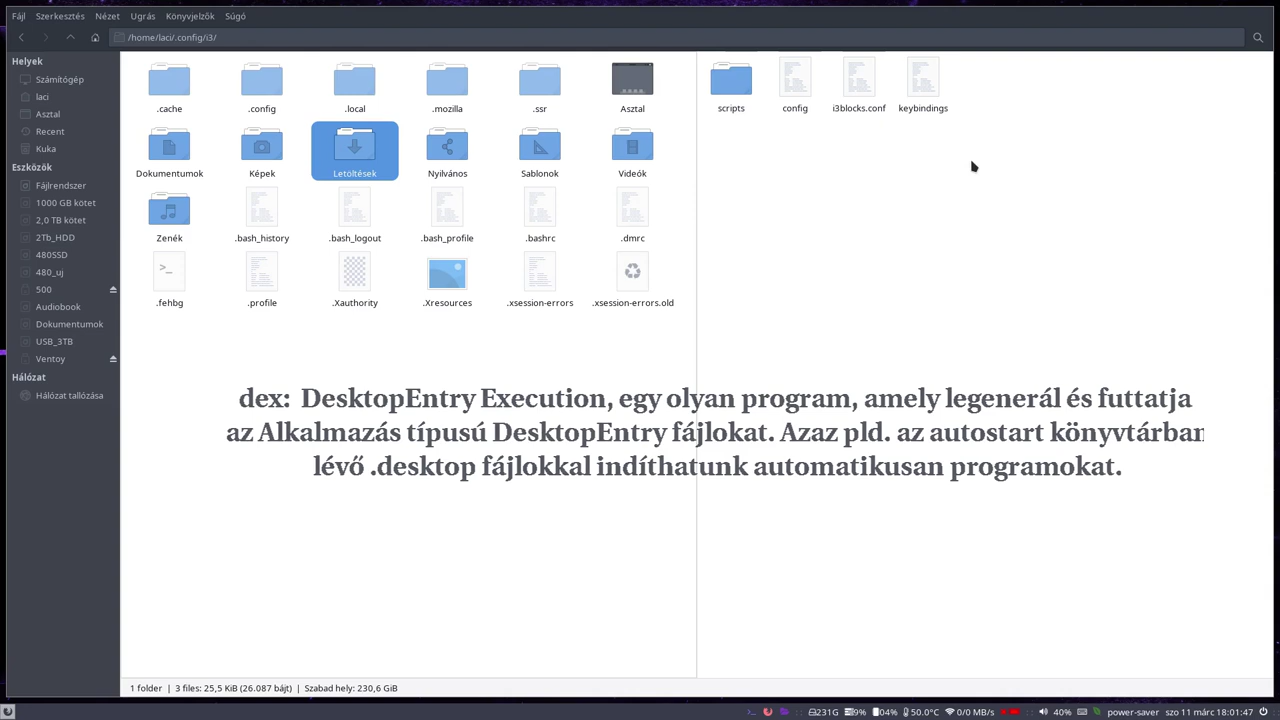 Fájl Szerkesztés Nézet Ugrás Könyvjelzők Súgó
/home/laci/.config/i3/
Helyek
Számítógép
laci
Asztal
Recent
Kuka
Eszközök
Fájlrendszer
1000 GB kötet
2,0 TB kötet
2Tb_HDD
480SSD
480_uj
500
Audiobook
Dokumentumok
USB_3TB
Ventoy
Hálózat
Hálózat tallózása
.cache .config .local .mozilla .ssr Asztal
Dokumentumok Képek Letöltések Nyilvános Sablonok Videók
Zenék .bash_history .bash_logout .bash_profile .bashrc .dmrc
.fehbg .profile .Xauthority .Xresources .xsession-errors .xsession-errors.old
scripts config i3blocks.conf keybindings
dex: DesktopEntry Execution, egy olyan program, amely legenerál és futtatja
az Alkalmazás típusú DesktopEntry fájlokat. Azaz pld. az autostart könyvtárban
lévő .desktop fájlokkal indíthatunk automatikusan programokat.
1 folder | 3 files: 25,5 KiB (26.087 bájt) | Szabad hely: 230,6 GiB
231G 9% 04% 50.0°C 0/0 MB/s 40% power-saver szo 11 márc 18:01:47